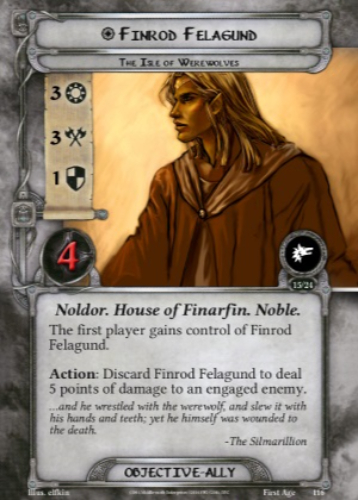 Finrod Felagund
The Isle of Werewolves
3
3
1
4
15/24
Noldor. House of Finarfin. Noble.
The first player gains control of Finrod
Felagund.
Action: Discard Finrod Felagund to deal
5 points of damage to an engaged enemy.
...and he wrestled with the werewolf, and slew it with
his hands and teeth; yet he himself was wounded to
the death.
-The Silmarillion
Objective-Ally
Illus. elfkin
First Age
116